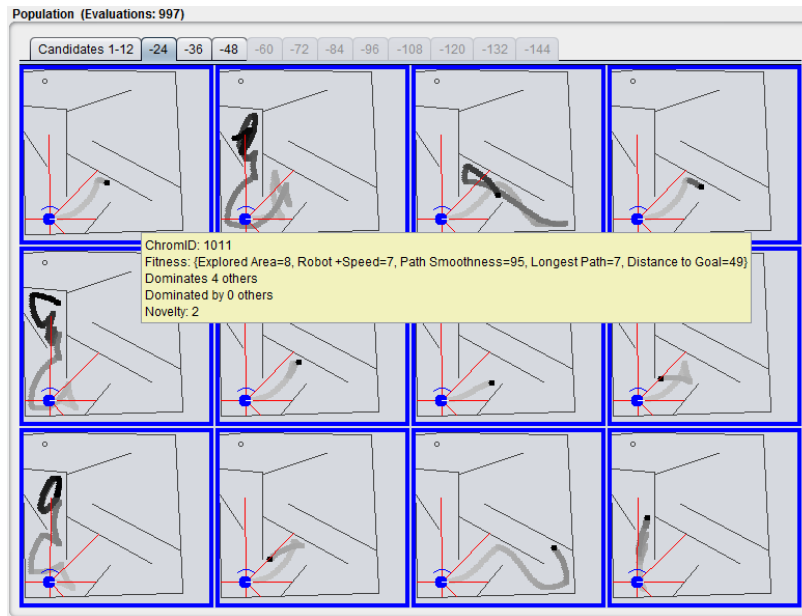 Population (Evaluations: 997)
Candidates 1-12 -24 -36 -48 -60 -72 -84 -96 -108 -120 -132 -144
ChromID: 1011
Fitness: {Explored Area=8, Robot +Speed=7, Path Smoothness=95, Longest Path=7, Distance to Goal=49}
Dominates 4 others
Dominated by 0 others
Novelty: 2